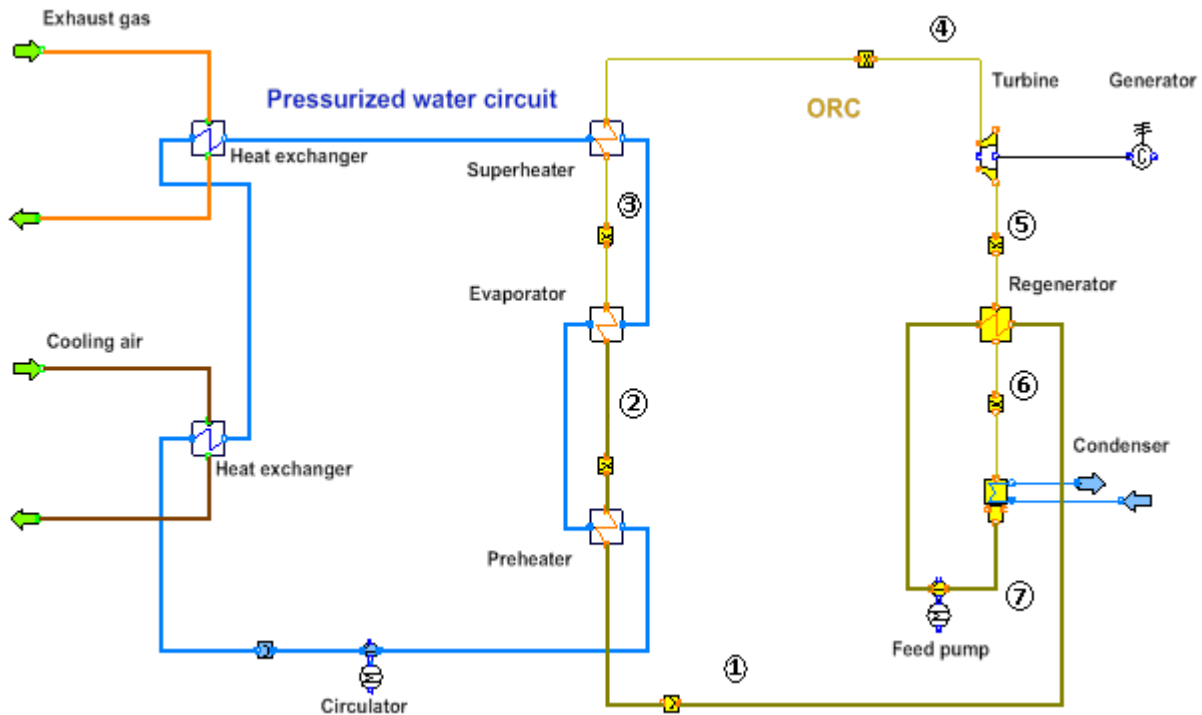 Exhaust gas
④
Turbine
Generator
Pressurized water circuit
ORC
C
Heat exchanger
Superheater
③
⑤
Evaporator
Regenerator
Cooling air
⑥
②
Condenser
Heat exchanger
Preheater
⑦
Feed pump
①
Circulator